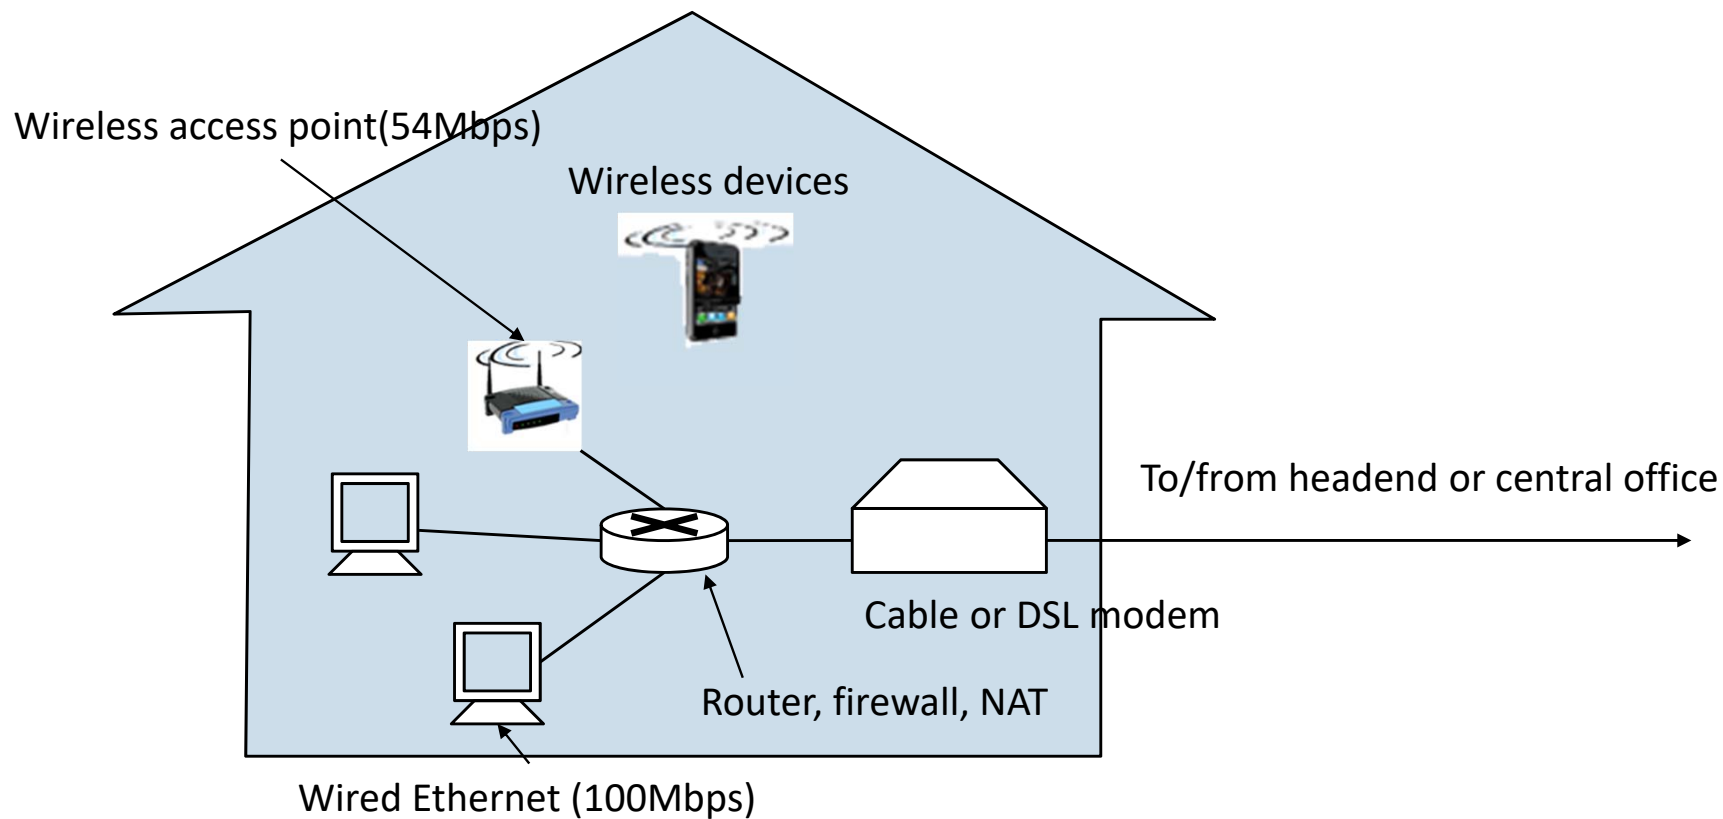 Wireless access point(54Mbps)
Wireless devices
To/from headend or central office
Cable or DSL modem
Router, firewall, NAT
Wired Ethernet (100Mbps)